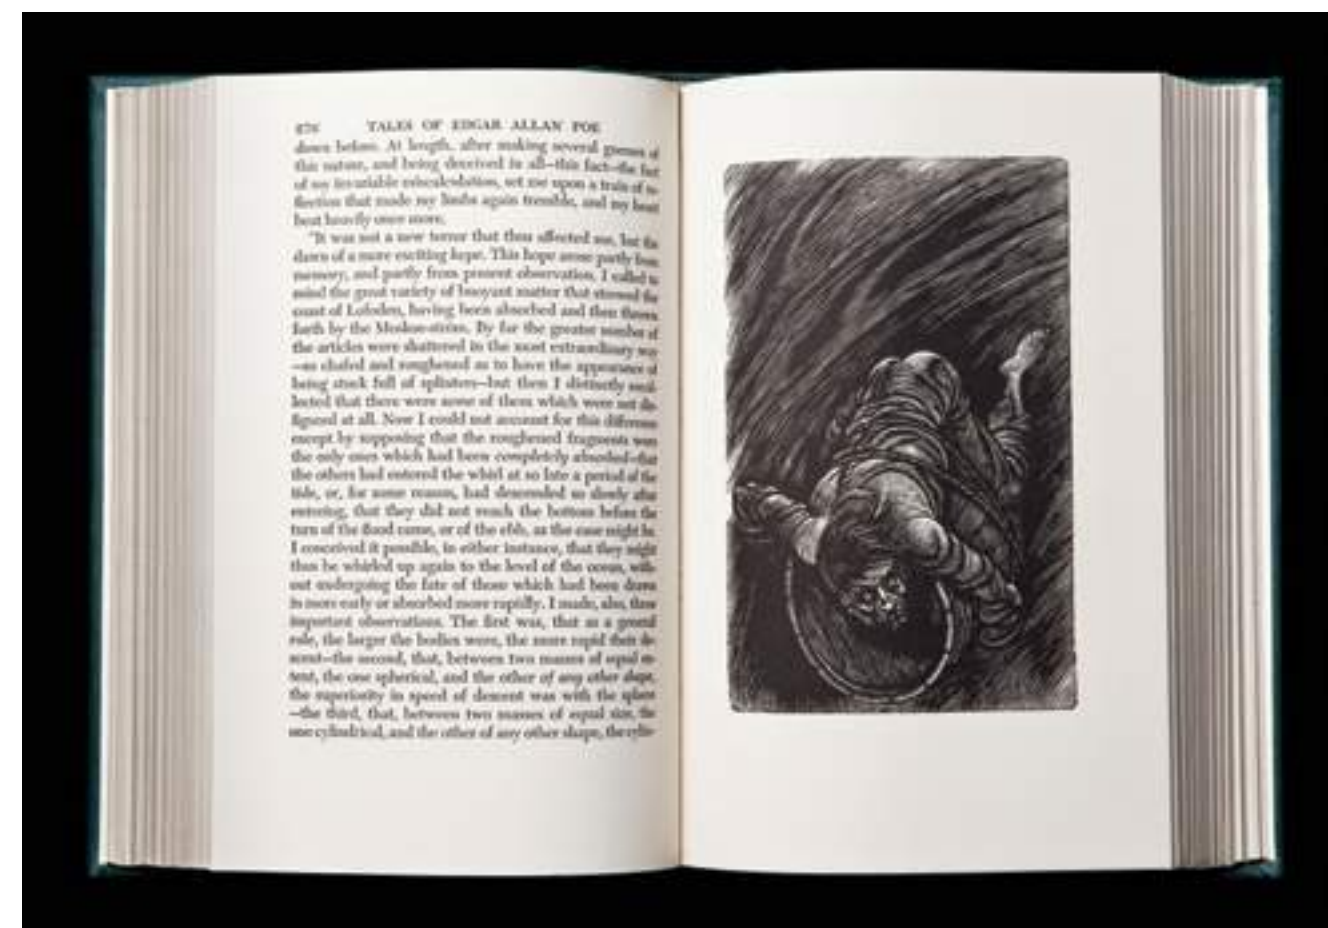 TALES OF EDGAR ALLAN POE
down before. At length, after making several guesses of
this nature, and being deceived in all—this fact—the fact
of my invariable miscalculation, set me upon a train of re-
flection that made my limbs again tremble, and my heart
beat heavily once more.
"It was not a new terror that thus affected me, but the
dawn of a more exciting hope. This hope arose partly from
memory, and partly from present observation. I called to
mind the great variety of buoyant matter that strewed the
coast of Lofoden, having been absorbed and then thrown
forth by the Moskoe-ström. By far the greater number of
the articles were shattered in the most extraordinary way
—so chafed and roughened as to have the appearance of
being stuck full of splinters—but then I distinctly recol-
lected that there were some of them which were not dis-
figured at all. Now I could not account for this difference
except by supposing that the roughened fragments were
the only ones which had been completely absorbed—that
the others had entered the whirl at so late a period of the
tide, or, for some reason, had descended so slowly after
entering, that they did not reach the bottom before the
turn of the flood came, or of the ebb, as the case might be.
I conceived it possible, in either instance, that they might
thus be whirled up again to the level of the ocean, with-
out undergoing the fate of those which had been drawn
in more early or absorbed more rapidly. I made, also, three
important observations. The first was, that as a general
rule, the larger the bodies were, the more rapid their de-
scent—the second, that, between two masses of equal ex-
tent, the one spherical, and the other of any other shape,
the superiority in speed of descent was with the sphere
—the third, that, between two masses of equal size, the
one cylindrical, and the other of any other shape, the cylin-